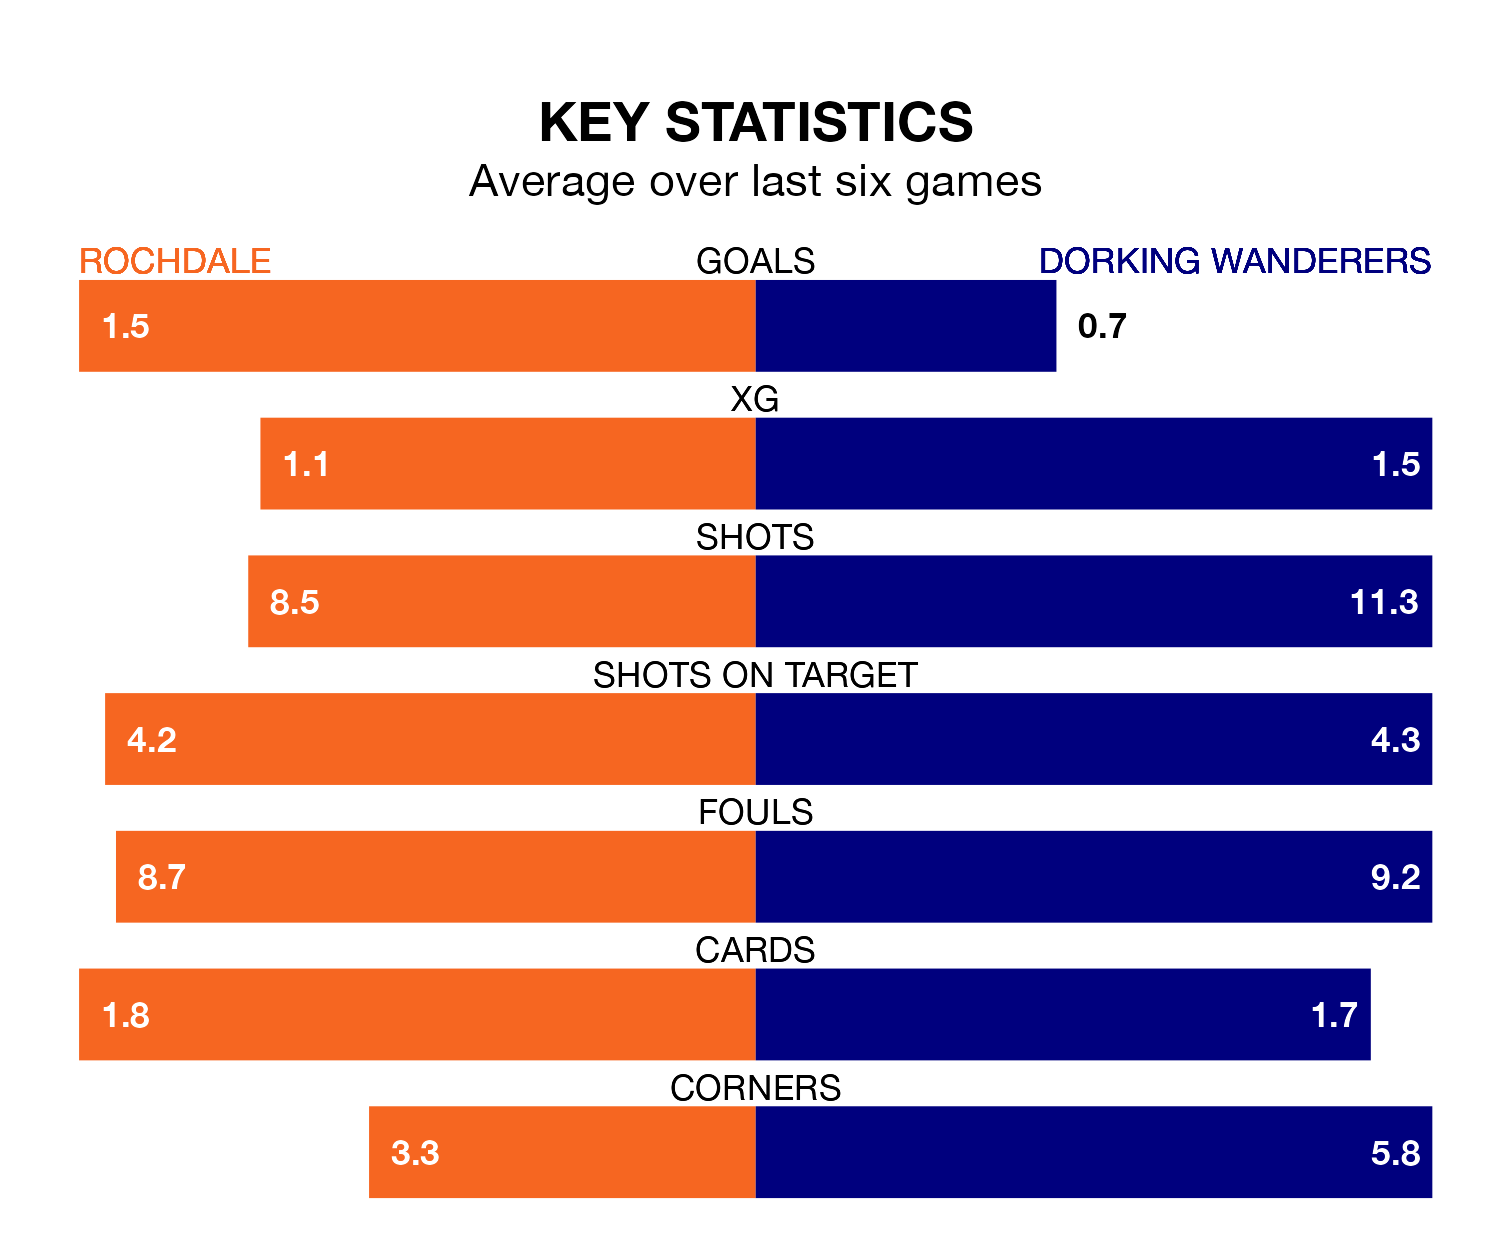 KEY STATISTICS
Average over last six games
ROCHDALE GOALS DORKING WANDERERS
1.5 0.7
XG
1.1 1.5
SHOTS
8.5 11.3
SHOTS ON TARGET
4.2 4.3
FOULS
8.7 9.2
CARDS
1.8 1.7
CORNERS
3.3 5.8